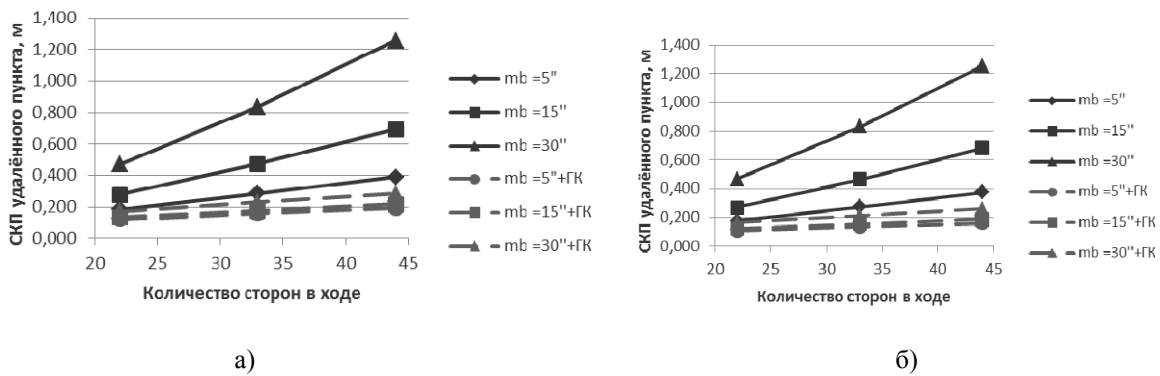 СКП удалённого пункта, м
1,400
1,200
1,000
0,800
0,600
0,400
0,200
0,000
20 25 30 35 40 45
Количество сторон в ходе
mb =5"
mb =15"
mb =30"
mb =5"+ГК
mb =15"+ГК
mb =30"+ГК
а)
СКП удалённого пункта, м
1,400
1,200
1,000
0,800
0,600
0,400
0,200
0,000
20 25 30 35 40 45
Количество сторон в ходе
mb =5"
mb =15"
mb =30"
mb =5"+ГК
mb =15"+ГК
mb =30"+ГК
б)